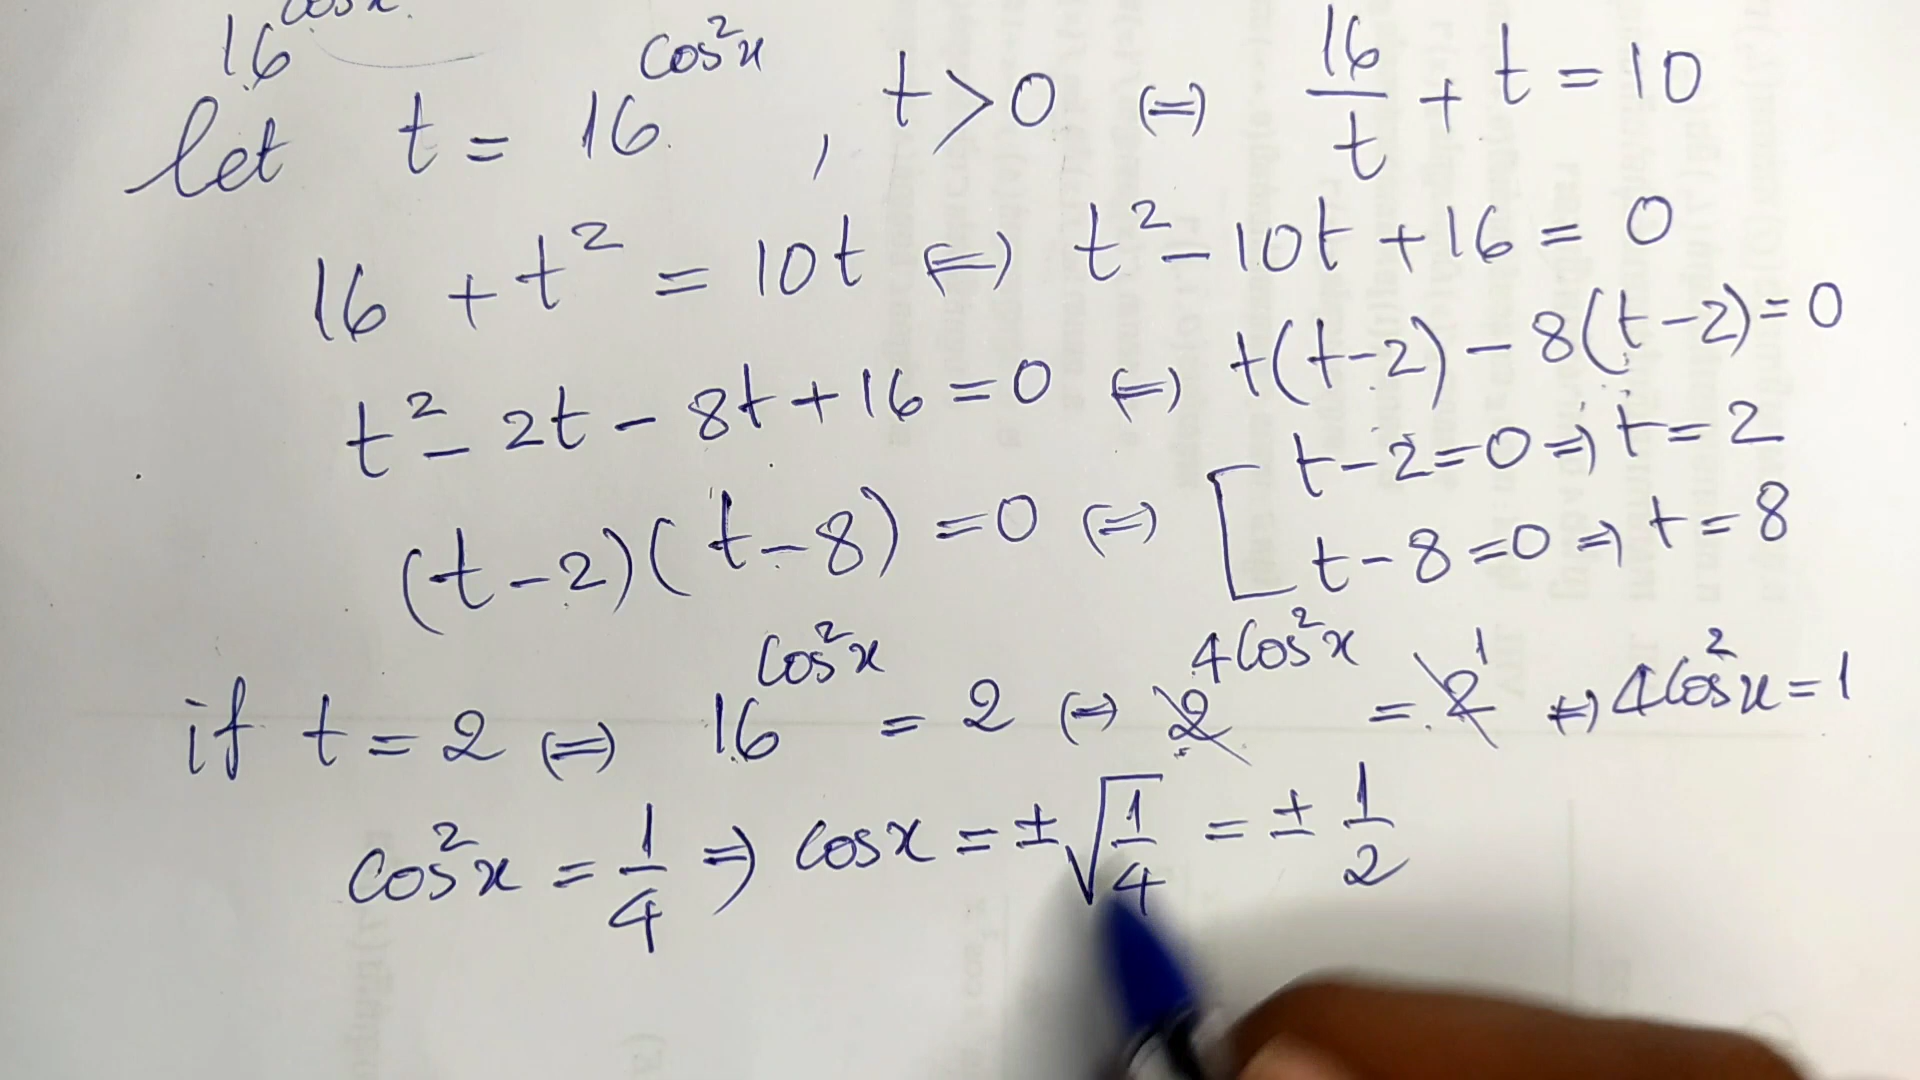 16^cos²x
let t = 16^cos²x , t > 0 (=) 16/t + t = 10
16 + t² = 10t (=) t² - 10t + 16 = 0
t² - 2t - 8t + 16 = 0 (=) t(t-2) - 8(t-2) = 0
(t-2)(t-8) = 0 (=) [ t-2=0 => t = 2
t-8=0 => t = 8
if t = 2 (=) 16^cos²x = 2 (=) 2^4cos²x = 2^1 (=) 4cos²x = 1
cos²x = 1/4 => cosx = ± √1/4 = ± 1/2